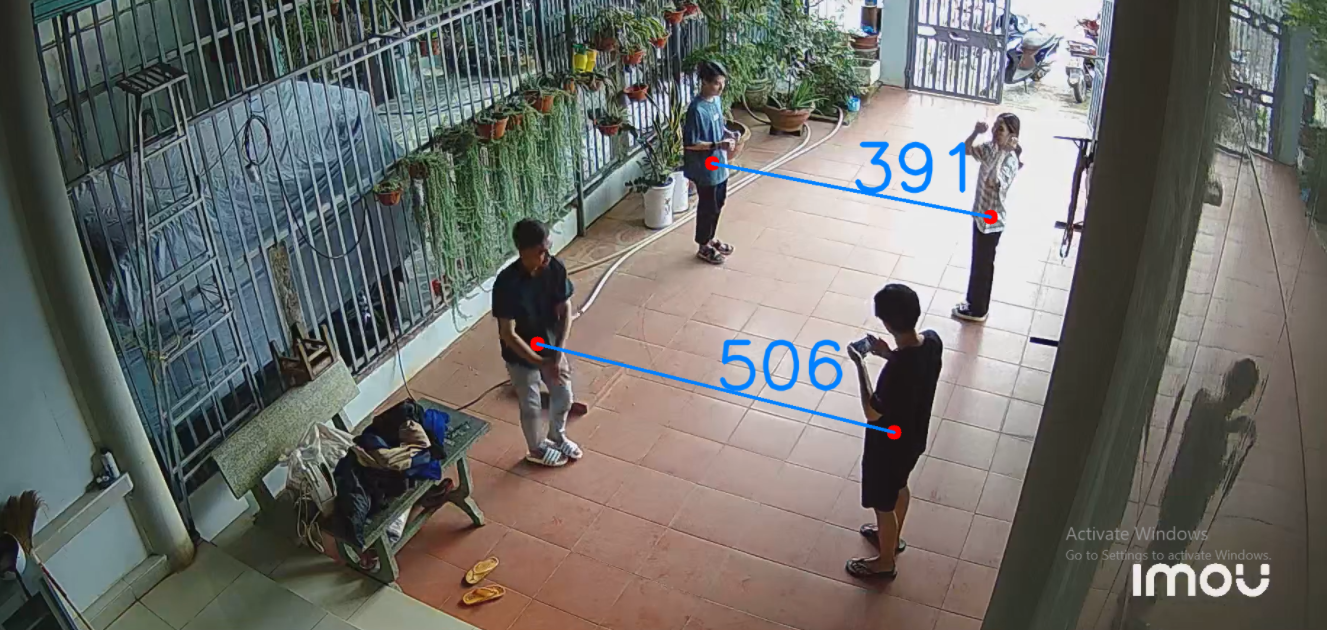 391
506
Activate Windows
Go to Settings to activate Windows.
imou